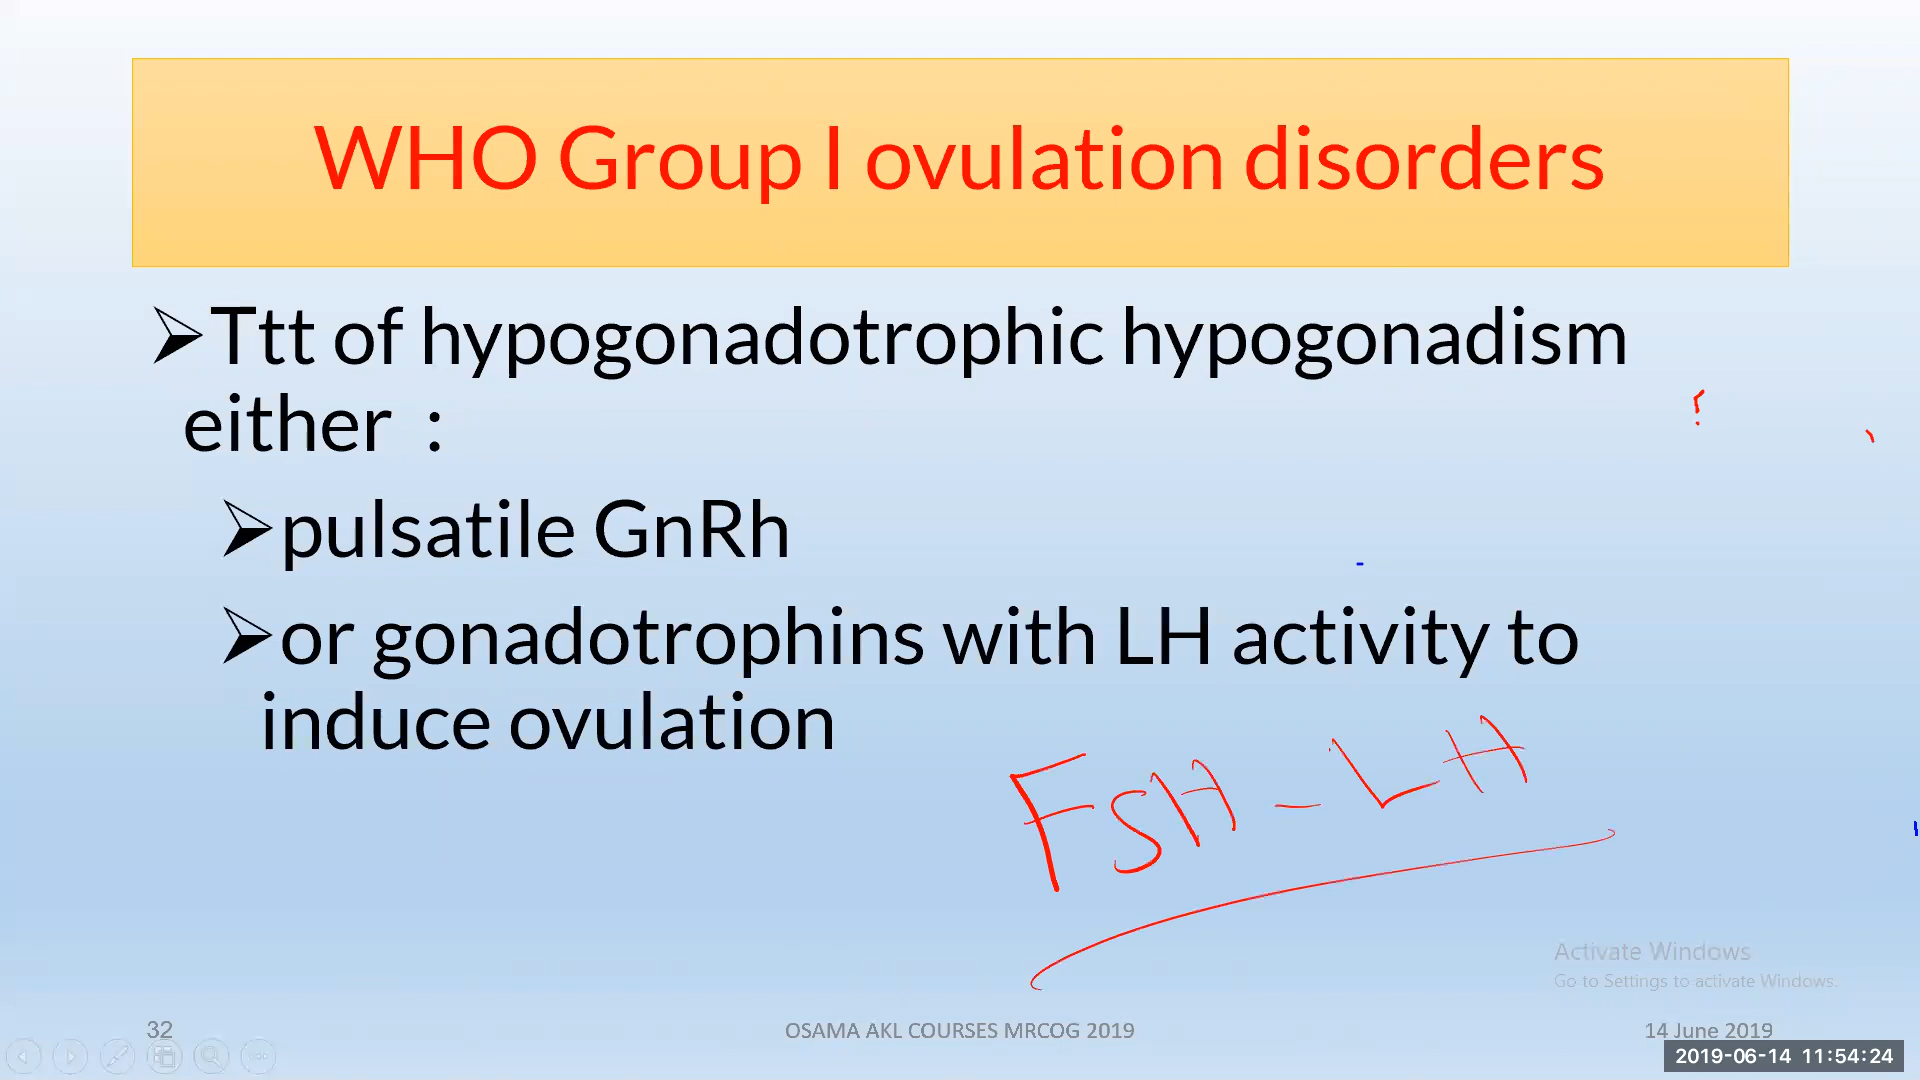 WHO Group I ovulation disorders
➢Ttt of hypogonadotrophic hypogonadism
either :
➢pulsatile GnRh
➢or gonadotrophins with LH activity to
induce ovulation
FSH - LH
Activate Windows
Go to Settings to activate Windows.
32
OSAMA AKL COURSES MRCOG 2019
14 June 2019
2019-06-14 11:54:24